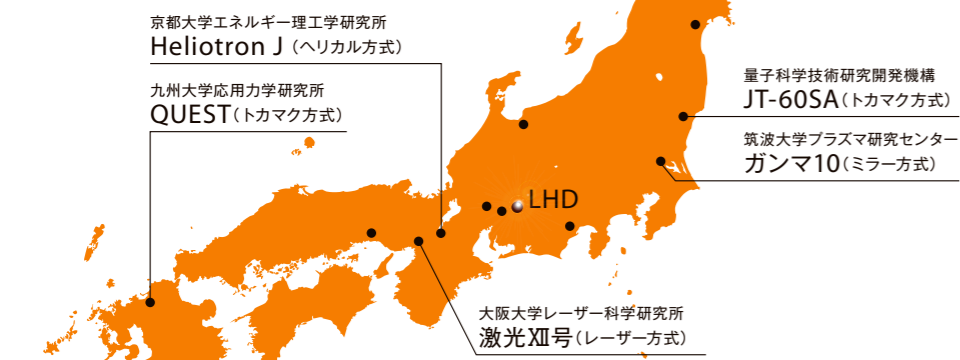 京都大学エネルギー理工学研究所
Heliotron J（ヘリカル方式）
九州大学応用力学研究所
QUEST（トカマク方式）
量子科学技術研究開発機構
JT-60SA（トカマク方式）
筑波大学プラズマ研究センター
ガンマ10（ミラー方式）
LHD
大阪大学レーザー科学研究所
激光Ⅻ号（レーザー方式）